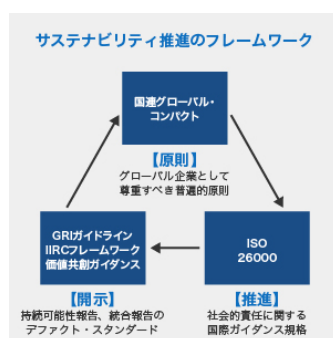 サステナビリティ推進のフレームワーク
国連グローバル・
コンパクト
【原則】
グローバル企業として
尊重すべき普遍的原則
GRIガイドライン
IIRCフレームワーク
価値共創ガイダンス
【開示】
持続可能性報告、統合報告の
デファクト・スタンダード
ISO
26000
【推進】
社会的責任に関する
国際ガイダンス規格